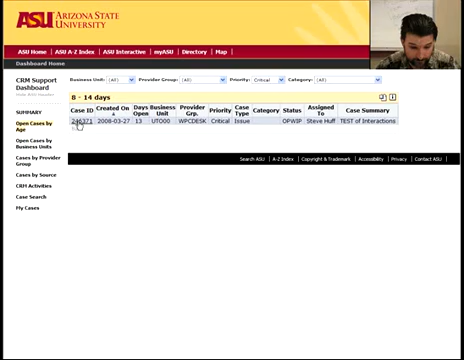 ASU ARIZONA STATE UNIVERSITY
ASU Home ASU A-Z Index ASU Interactive myASU Directory Map
Dashboard Home
CRM Support Dashboard
Business Unit: (All) Provider Group: (All) Priority: Critical Category: (All)
8 - 14 days
Case ID Created On Days Open Business Unit Provider Grp. Priority Case Type Category Status Assigned To Case Summary
246371 2008-03-27 13 UTO00 WPCDESK Critical Issue OPWIP Steve Huff TEST of Interactions
SUMMARY
Open Cases by Age
Open Cases by Business Units
Cases by Provider Group
Cases by Source
CRM Activities
Case Search
My Cases
Search ASU A-Z Index Copyright & Trademark Accessibility Privacy Contact ASU